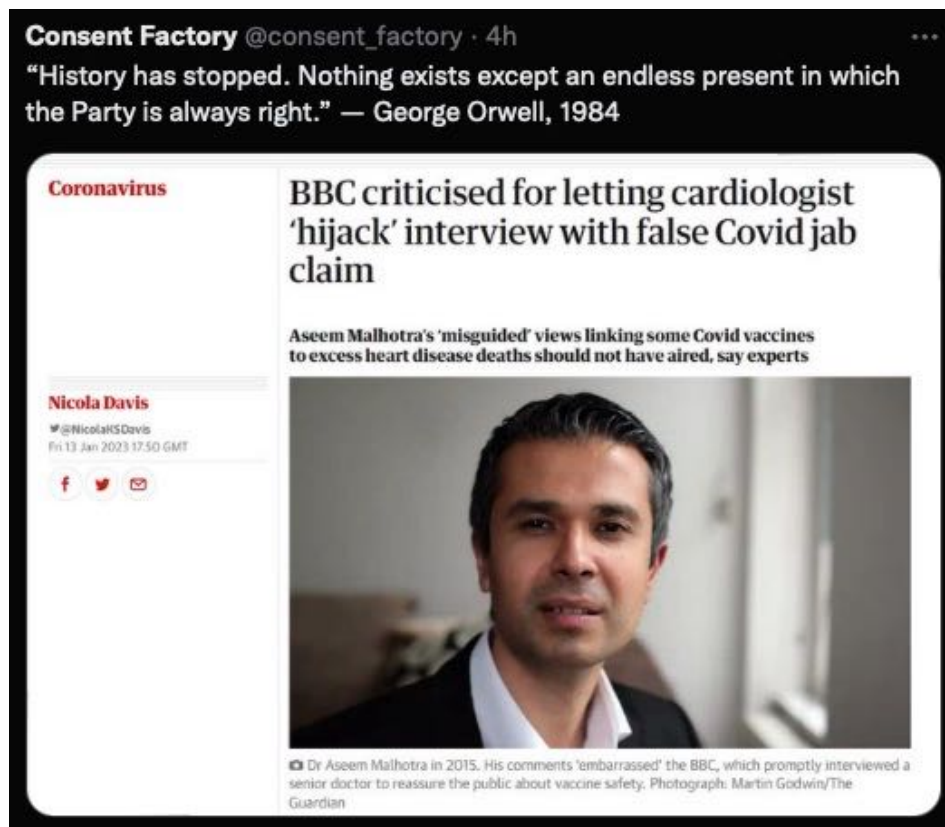 Consent Factory @consent_factory · 4h
“History has stopped. Nothing exists except an endless present in which
the Party is always right.” — George Orwell, 1984
Coronavirus
BBC criticised for letting cardiologist
‘hijack’ interview with false Covid jab
claim
Aseem Malhotra’s ‘misguided’ views linking some Covid vaccines
to excess heart disease deaths should not have aired, say experts
Nicola Davis
@NicolaKSDavis
Fri 13 Jan 2023 17.50 GMT
Dr Aseem Malhotra in 2015. His comments ‘embarrassed’ the BBC, which promptly interviewed a
senior doctor to reassure the public about vaccine safety. Photograph: Martin Godwin/The
Guardian